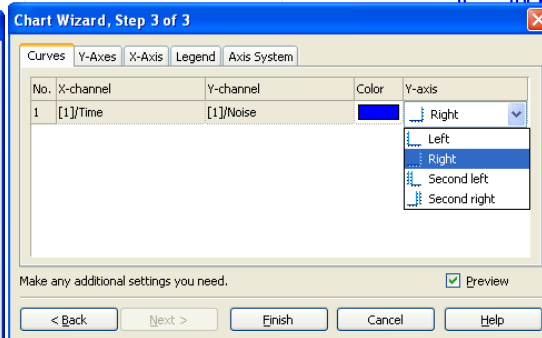 Chart Wizard, Step 3 of 3
Curves Y-Axes X-Axis Legend Axis System
No. X-channel Y-channel Color Y-axis
1 [1]/Time [1]/Noise Right
Left
Right
Second left
Second right
Make any additional settings you need. Preview
< Back Next > Finish Cancel Help